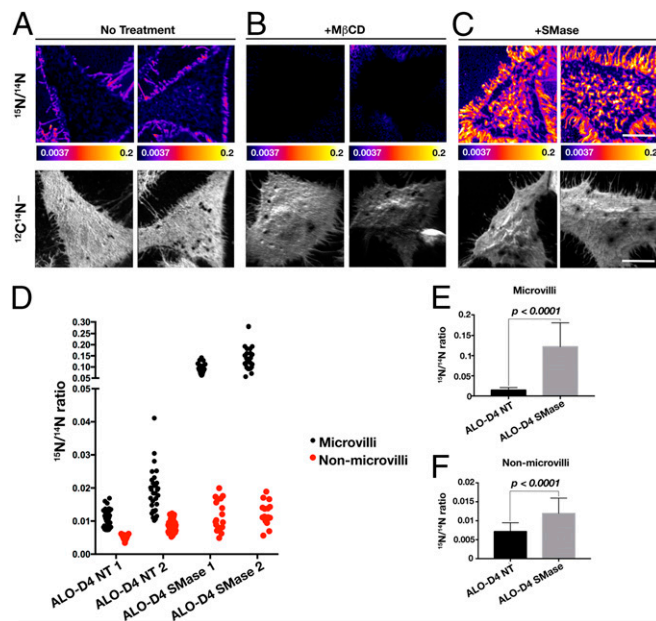 A No Treatment
B +MβCD
C +SMase
¹⁵N/¹⁴N
0.0037 0.2 0.0037 0.2 0.0037 0.2 0.0037 0.2 0.0037 0.2 0.0037 0.2
¹²C¹⁴N–
D
¹⁵N/¹⁴N ratio
0.30
0.25
0.20
0.15
0.10
0.05
0.05
0.04
0.03
0.02
0.01
0.00
ALO-D4 NT 1
ALO-D4 NT 2
ALO-D4 SMase 1
ALO-D4 SMase 2
Microvilli
Non-microvilli
E
Microvilli
p < 0.0001
¹⁵N/¹⁴N ratio
0.2
0.15
0.1
0.05
0
ALO-D4 NT
ALO-D4 SMase
F
Non-microvilli
p < 0.0001
¹⁵N/¹⁴N ratio
0.02
0.015
0.01
0.005
0
ALO-D4 NT
ALO-D4 SMase